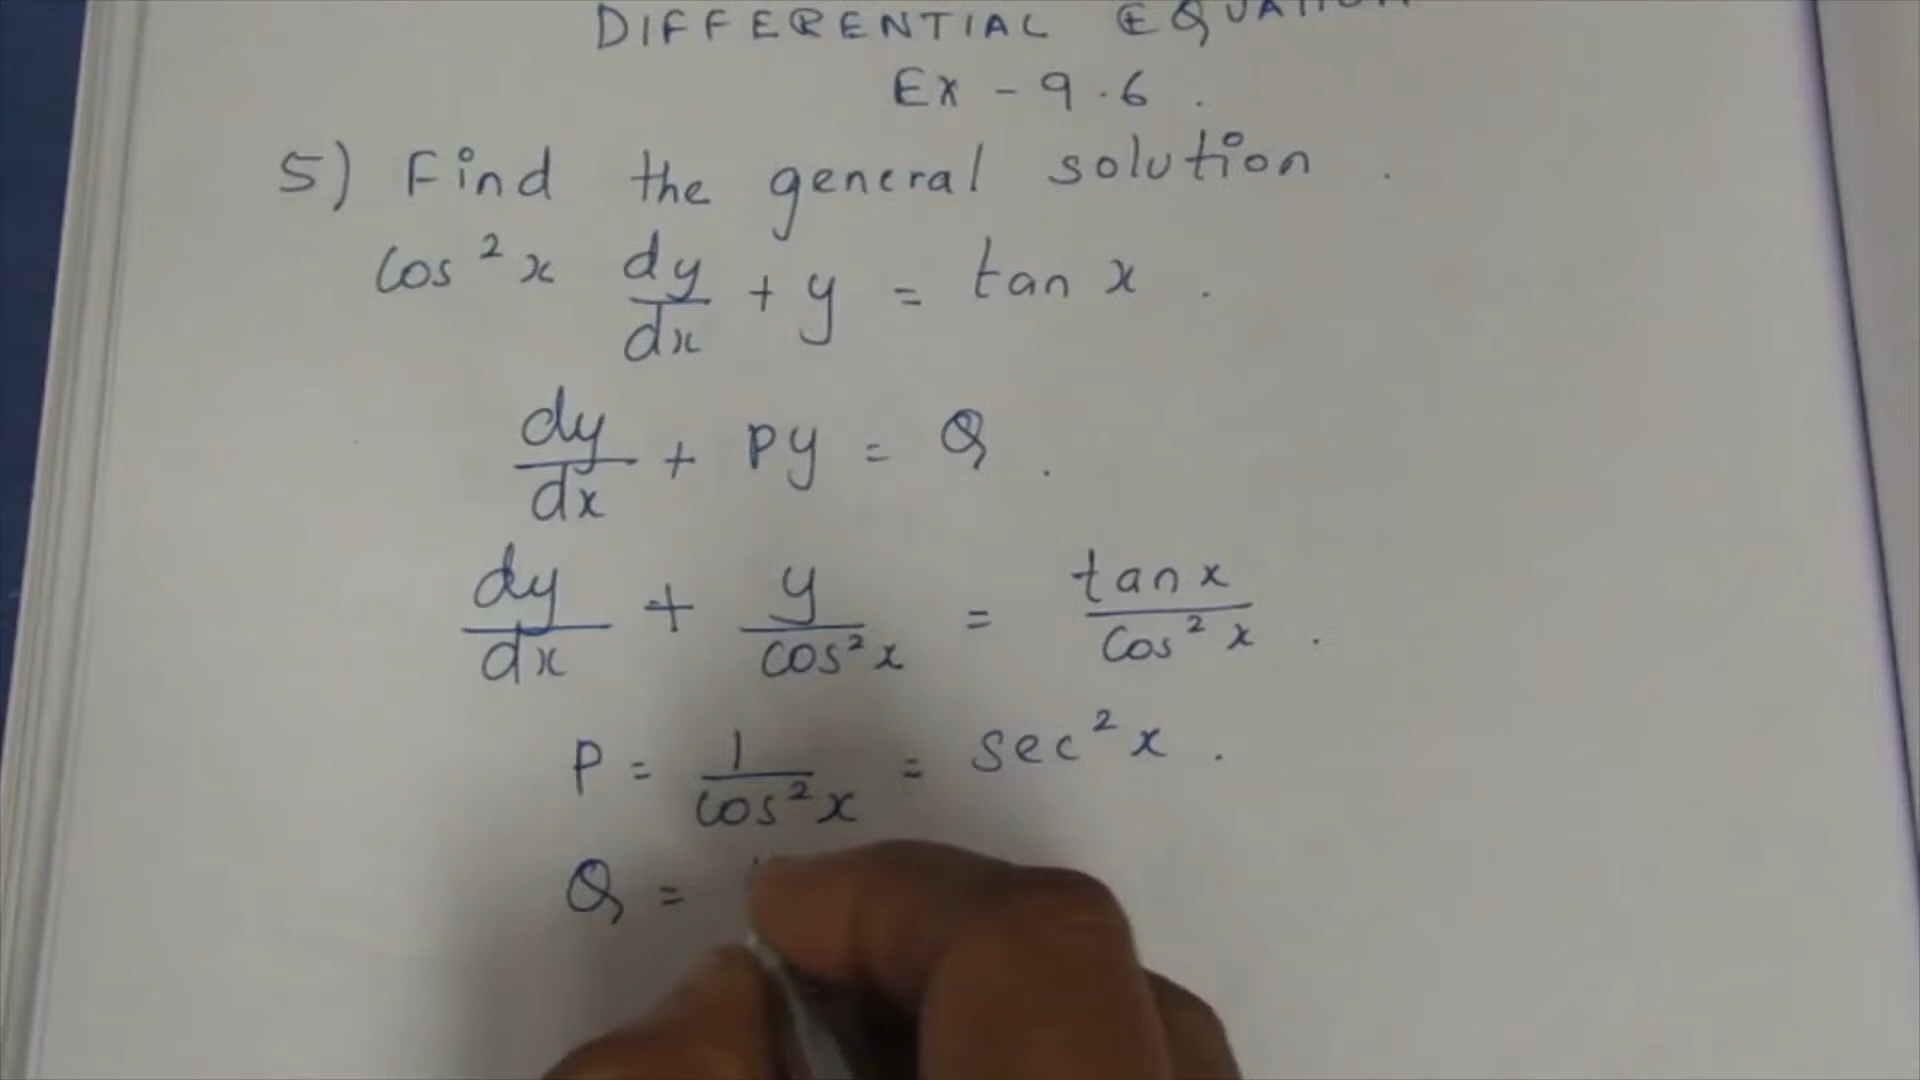 DIFFERENTIAL EQUATION
Ex - 9.6.
5) Find the general solution.
cos²x dy/dx + y = tan x.
dy/dx + Py = Q.
dy/dx + y/cos²x = tan x/cos²x.
P = 1/cos²x = sec²x.
Q =